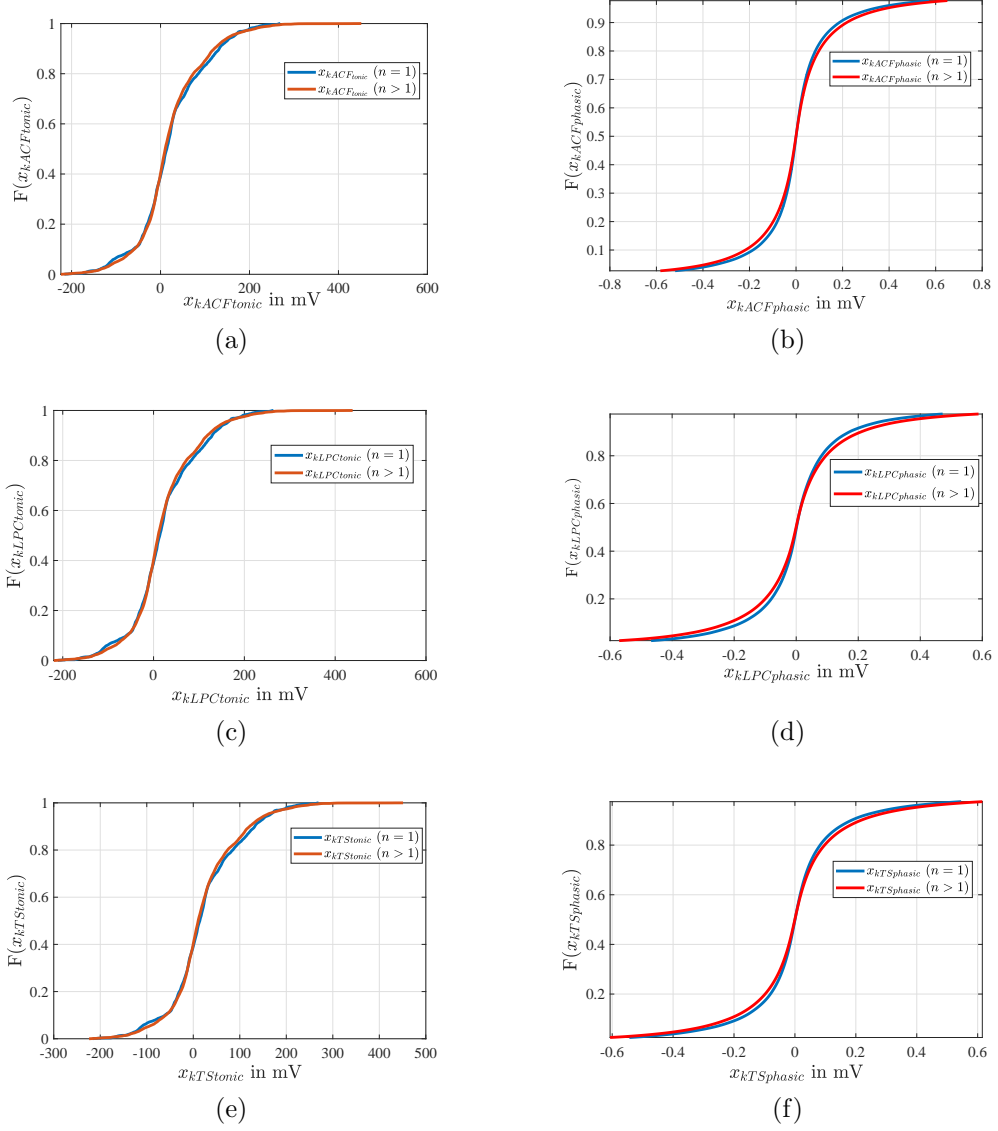 1
0.8
0.6
0.4
0.2
0
-200 0 200 400 600
F(x_kACFtonic)
x_kACFtonic (n = 1)
x_kACFtonic (n > 1)
x_kACFtonic in mV
(a)
0.9
0.8
0.7
0.6
0.5
0.4
0.3
0.2
0.1
-0.8 -0.6 -0.4 -0.2 0 0.2 0.4 0.6 0.8
F(x_kACFphasic)
x_kACFphasic (n = 1)
x_kACFphasic (n > 1)
x_kACFphasic in mV
(b)
1
0.8
0.6
0.4
0.2
0
-200 0 200 400 600
F(x_kLPCtonic)
x_kLPCtonic (n = 1)
x_kLPCtonic (n > 1)
x_kLPCtonic in mV
(c)
0.8
0.6
0.4
0.2
-0.6 -0.4 -0.2 0 0.2 0.4 0.6
F(x_kLPCphasic)
x_kLPCphasic (n = 1)
x_kLPCphasic (n > 1)
x_kLPCphasic in mV
(d)
1
0.8
0.6
0.4
0.2
0
-300 -200 -100 0 100 200 300 400 500
F(x_kTStonic)
x_kTStonic (n = 1)
x_kTStonic (n > 1)
x_kTStonic in mV
(e)
0.8
0.6
0.4
0.2
-0.6 -0.4 -0.2 0 0.2 0.4 0.6
F(x_kTSphasic)
x_kTSphasic (n = 1)
x_kTSphasic (n > 1)
x_kTSphasic in mV
(f)